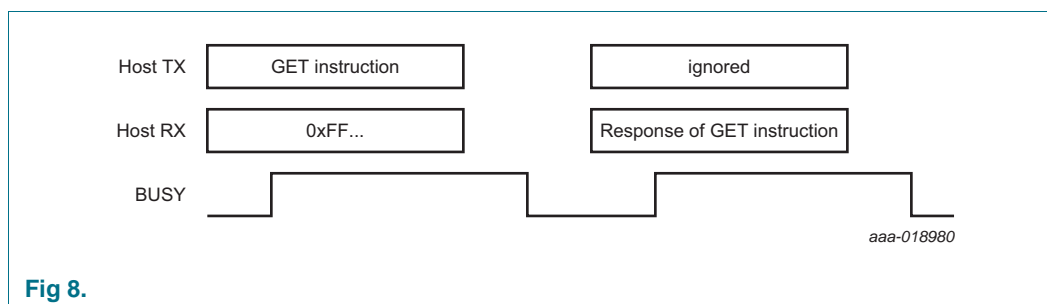 Host TX GET instruction ignored
Host RX 0xFF... Response of GET instruction
BUSY
aaa-018980
Fig 8.